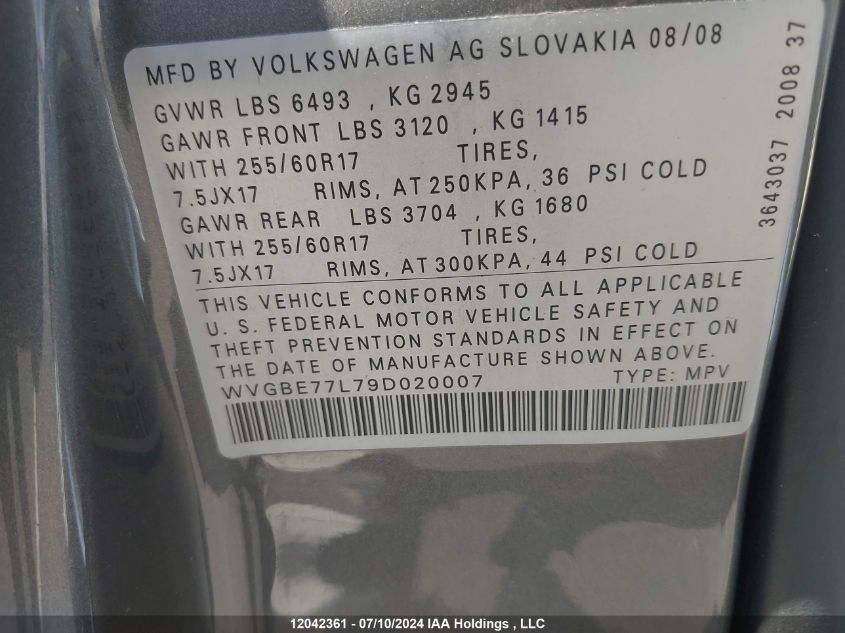 MFD BY VOLKSWAGEN AG SLOVAKIA 08/08
GVWR LBS 6493 , KG 2945
GAWR FRONT LBS 3120 , KG 1415
WITH 255/60R17 TIRES,
7.5JX17 RIMS, AT 250KPA, 36 PSI COLD
GAWR REAR LBS 3704 , KG 1680
WITH 255/60R17 TIRES,
7.5JX17 RIMS, AT 300KPA, 44 PSI COLD
THIS VEHICLE CONFORMS TO ALL APPLICABLE
U. S. FEDERAL MOTOR VEHICLE SAFETY AND
THEFT PREVENTION STANDARDS IN EFFECT ON
THE DATE OF MANUFACTURE SHOWN ABOVE.
WVGBE77L79D020007 TYPE: MPV
3643037 2008 37
12042361 - 07/10/2024 IAA Holdings , LLC